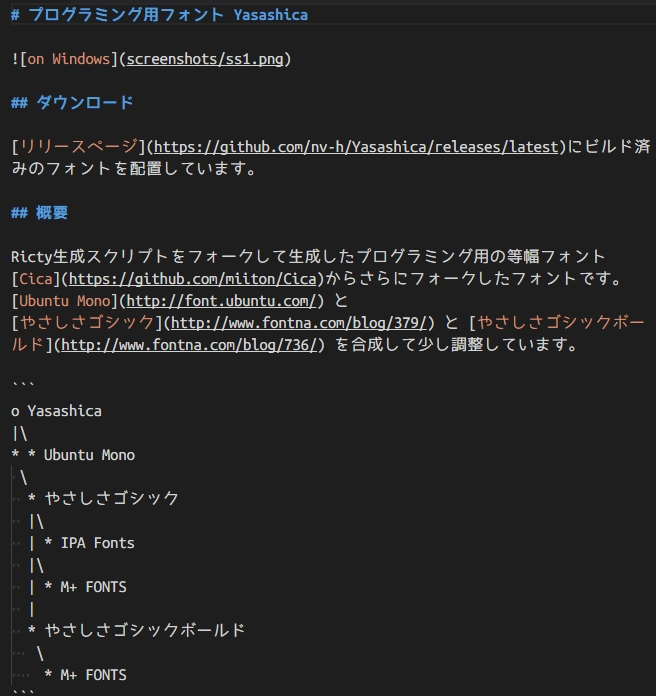 # プログラミング用フォント Yasashica
![on Windows](screenshots/ss1.png)
## ダウンロード
[リリースページ](https://github.com/nv-h/Yasashica/releases/latest)にビルド済
みのフォントを配置しています。
## 概要
Ricty生成スクリプトをフォークして生成したプログラミング用の等幅フォント
[Cica](https://github.com/miiton/Cica)からさらにフォークしたフォントです。
[Ubuntu Mono](http://font.ubuntu.com/) と
[やさしさゴシック](http://www.fontna.com/blog/379/) と [やさしさゴシックボー
ルド](http://www.fontna.com/blog/736/) を合成して少し調整しています。
```
o Yasashica
|\
* * Ubuntu Mono
 \
  * やさしさゴシック
  |\
  | * IPA Fonts
  |\
  | * M+ FONTS
  |
  * やさしさゴシックボールド
   \
    * M+ FONTS
```